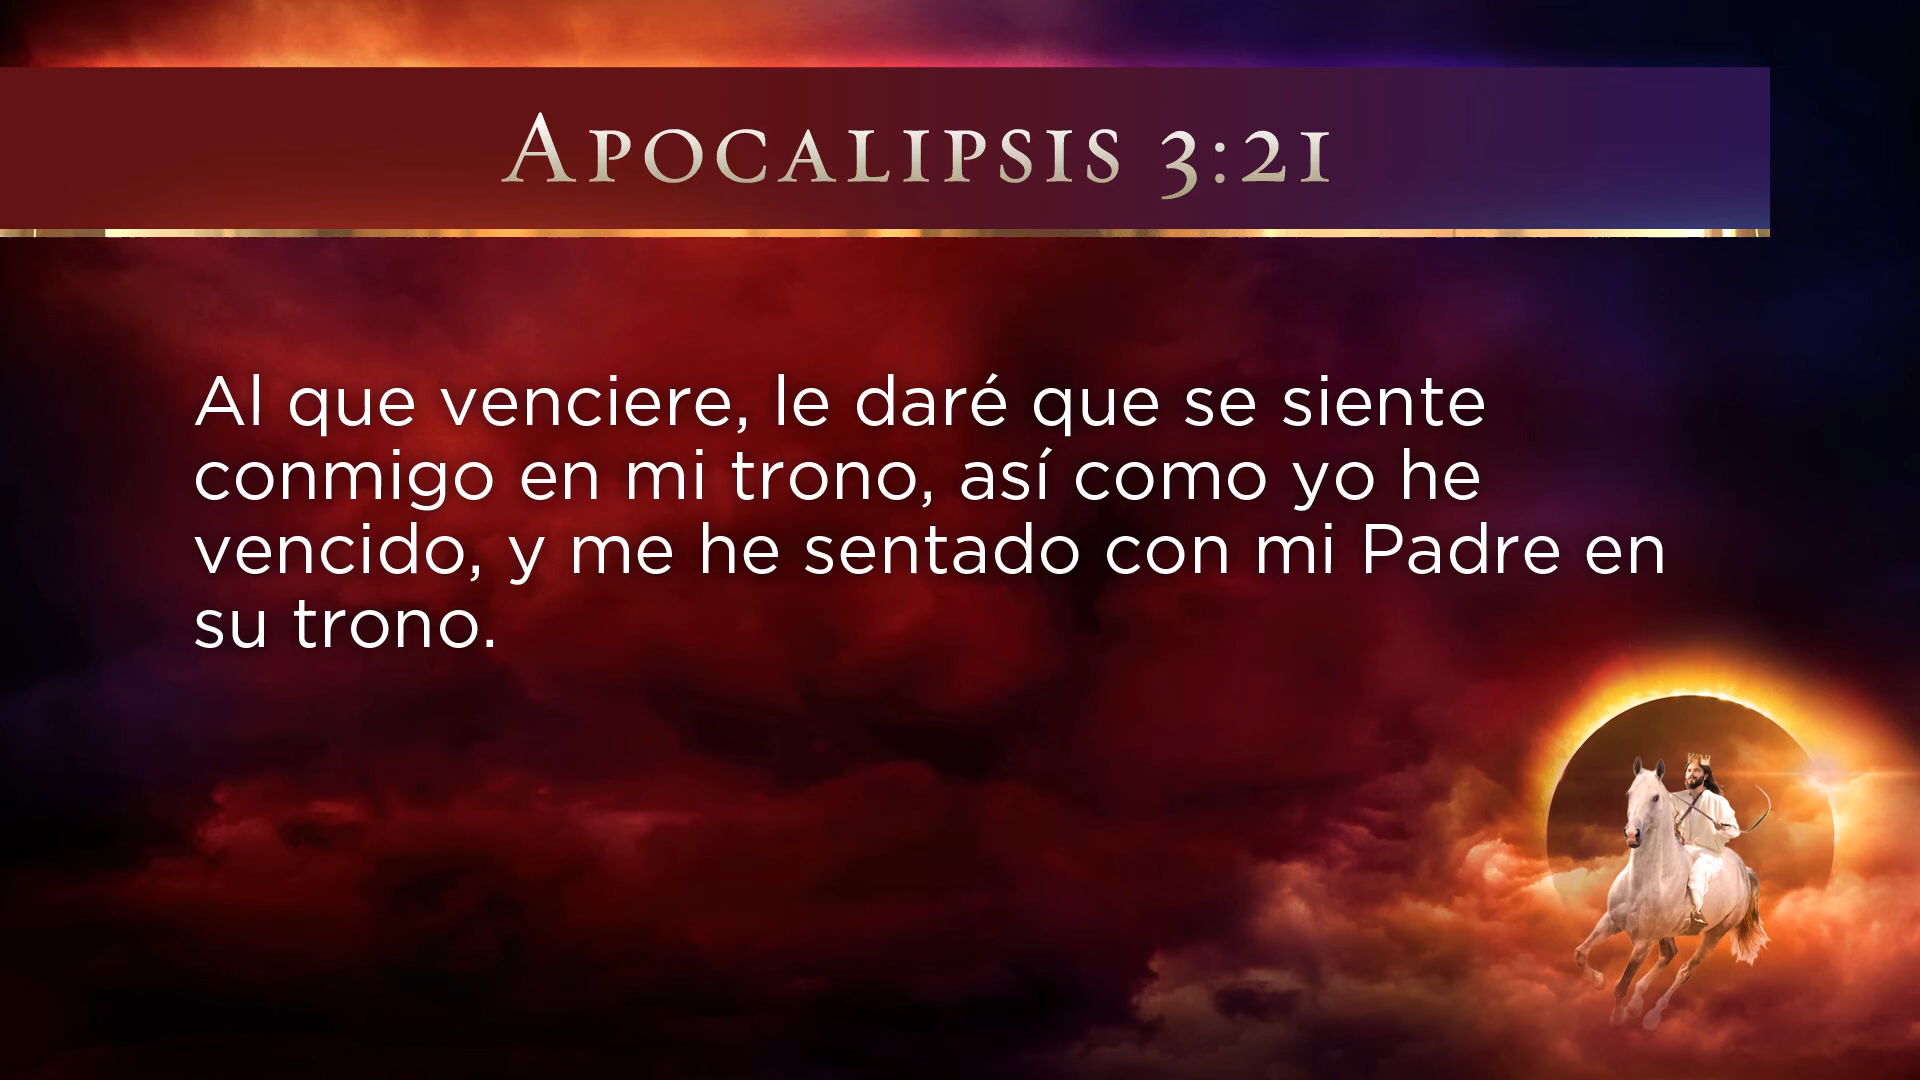 Apocalipsis 3:21
Al que venciere, le daré que se siente
conmigo en mi trono, así como yo he
vencido, y me he sentado con mi Padre en
su trono.